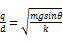 q/d = √(mgsinθ/k)